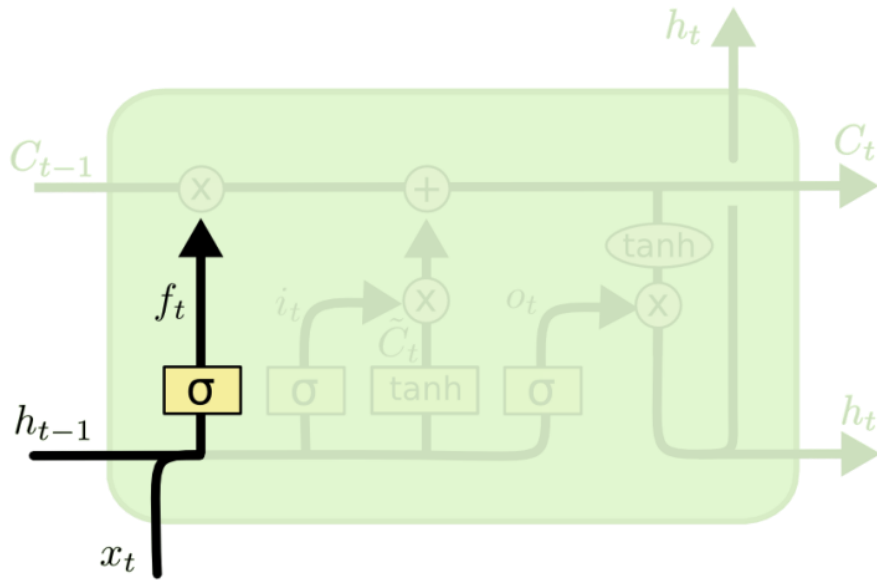 h_t
C_{t-1}
C_t
x
+
tanh
f_t
i_t
x
o_t
x
C̃_t
σ
σ
tanh
σ
h_{t-1}
h_t
x_t